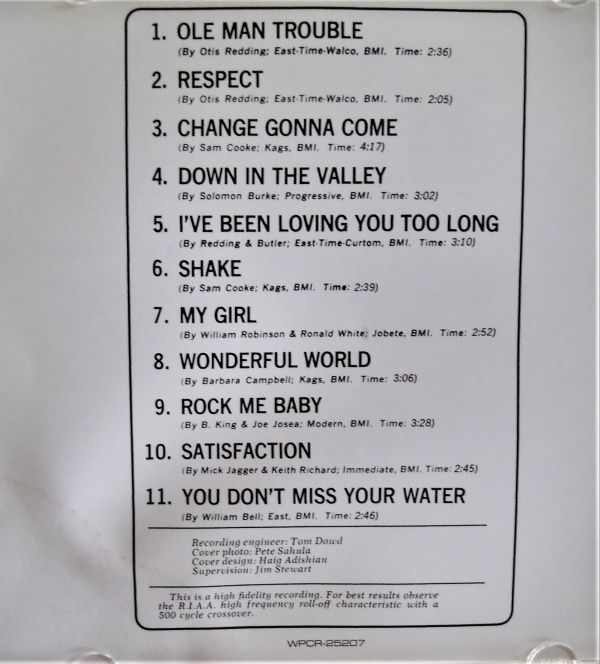 1. OLE MAN TROUBLE
(By Otis Redding; East-Time-Walco, BMI. Time: 2:36)
2. RESPECT
(By Otis Redding; East-Time-Walco, BMI. Time: 2:05)
3. CHANGE GONNA COME
(By Sam Cooke; Kags, BMI. Time: 4:17)
4. DOWN IN THE VALLEY
(By Solomon Burke; Progressive, BMI. Time: 3:02)
5. I'VE BEEN LOVING YOU TOO LONG
(By Redding & Butler; East-Time-Curtom, BMI. Time: 3:10)
6. SHAKE
(By Sam Cooke; Kags, BMI. Time: 2:39)
7. MY GIRL
(By William Robinson & Ronald White; Jobete, BMI. Time: 2:52)
8. WONDERFUL WORLD
(By Barbara Campbell; Kags, BMI. Time: 3:06)
9. ROCK ME BABY
(By B. King & Joe Josea; Modern, BMI. Time: 3:28)
10. SATISFACTION
(By Mick Jagger & Keith Richard; Immediate, BMI. Time: 2:45)
11. YOU DON'T MISS YOUR WATER
(By William Bell; East, BMI. Time: 2:46)
Recording engineer: Tom Dowd
Cover photo: Pete Sahula
Cover design: Haig Adishian
Supervision: Jim Stewart
This is a high fidelity recording. For best results observe
the R.I.A.A. high frequency roll-off characteristic with a
500 cycle crossover.
WPCR-25207